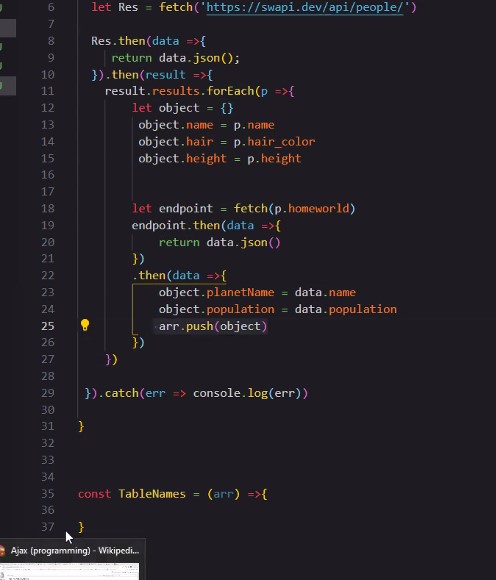 6 let Res = fetch('https://swapi.dev/api/people/')
7
8 Res.then(data =>{
9 return data.json();
10 }).then(result =>{
11 result.results.forEach(p =>{
12 let object = {}
13 object.name = p.name
14 object.hair = p.hair_color
15 object.height = p.height
16
17
18 let endpoint = fetch(p.homeworld)
19 endpoint.then(data =>{
20 return data.json()
21 })
22 .then(data =>{
23 object.planetName = data.name
24 object.population = data.population
25 arr.push(object)
26 })
27 })
28
29 }).catch(err => console.log(err))
30
31 }
32
33
34
35 const TableNames = (arr) =>{
36
37 }
Ajax (programming) - Wikipedi...